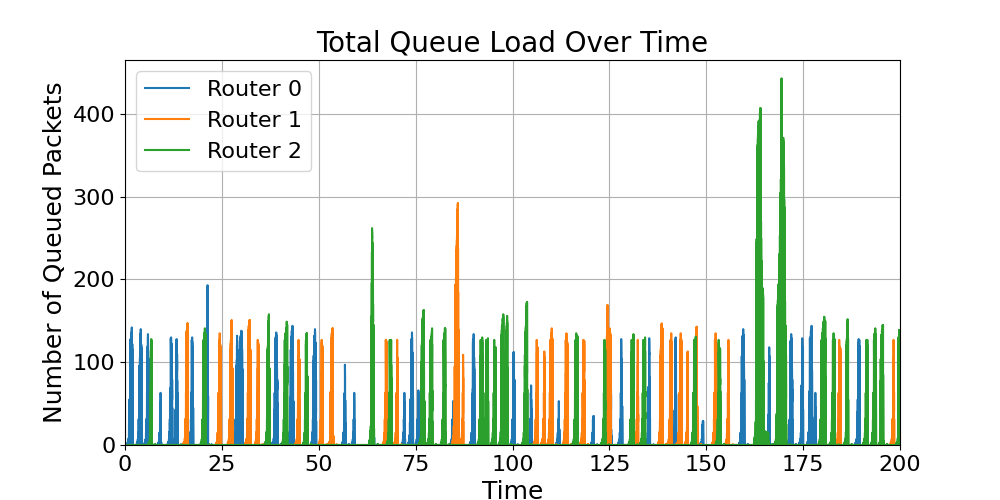 Total Queue Load Over Time
Number of Queued Packets
400
300
200
100
0
Router 0
Router 1
Router 2
0 25 50 75 100 125 150 175 200
Time